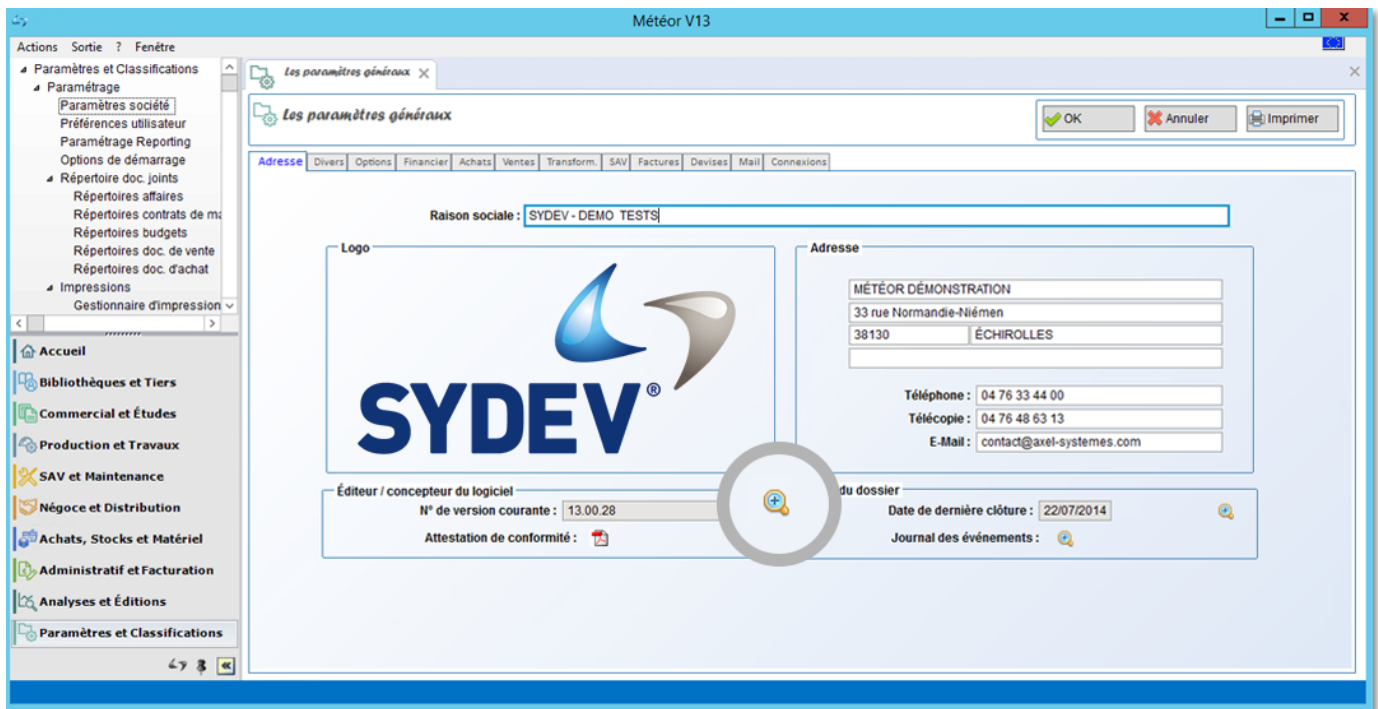 Météor V13
Actions Sortie ? Fenêtre
Paramètres et Classifications
Paramétrage
Paramètres société
Préférences utilisateur
Paramétrage Reporting
Options de démarrage
Répertoire doc. joints
Répertoires affaires
Répertoires contrats de ma
Répertoires budgets
Répertoires doc. de vente
Répertoires doc. d'achat
Impressions
Gestionnaire d'impression
Accueil
Bibliothèques et Tiers
Commercial et Études
Production et Travaux
SAV et Maintenance
Négoce et Distribution
Achats, Stocks et Matériel
Administratif et Facturation
Analyses et Éditions
Paramètres et Classifications
Les paramètres généraux
Les paramètres généraux
OK Annuler Imprimer
Adresse Divers Options Financier Achats Ventes Transform. SAV Factures Devises Mail Connexions
Raison sociale : SYDEV - DEMO TESTS
Logo
SYDEV®
Adresse
MÉTÉOR DÉMONSTRATION
33 rue Normandie-Niémen
38130 ÉCHIROLLES
Téléphone : 04 76 33 44 00
Télécopie : 04 76 48 63 13
E-Mail : contact@axel-systemes.com
Éditeur / concepteur du logiciel
N° de version courante : 13.00.28
Attestation de conformité :
du dossier
Date de dernière clôture : 22/07/2014
Journal des événements :